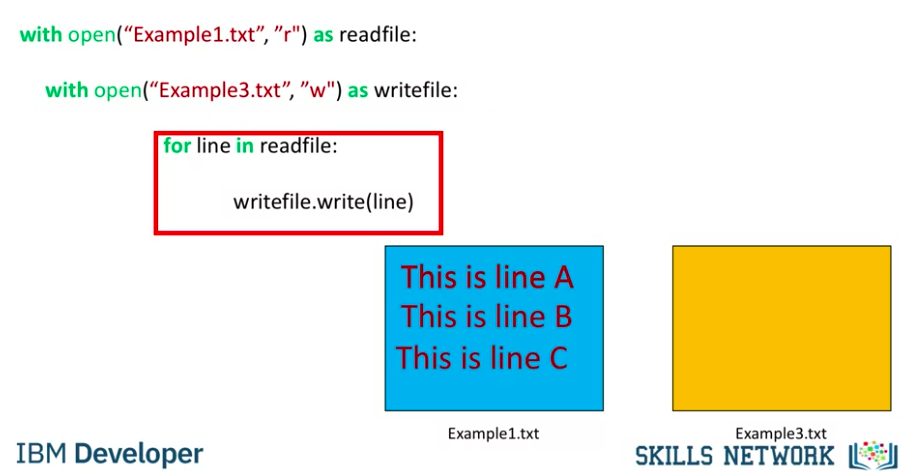 with open(“Example1.txt”, ”r") as readfile:
with open(“Example3.txt”, ”w") as writefile:
for line in readfile:
writefile.write(line)
This is line A
This is line B
This is line C
Example1.txt
Example3.txt
IBM Developer
SKILLS NETWORK